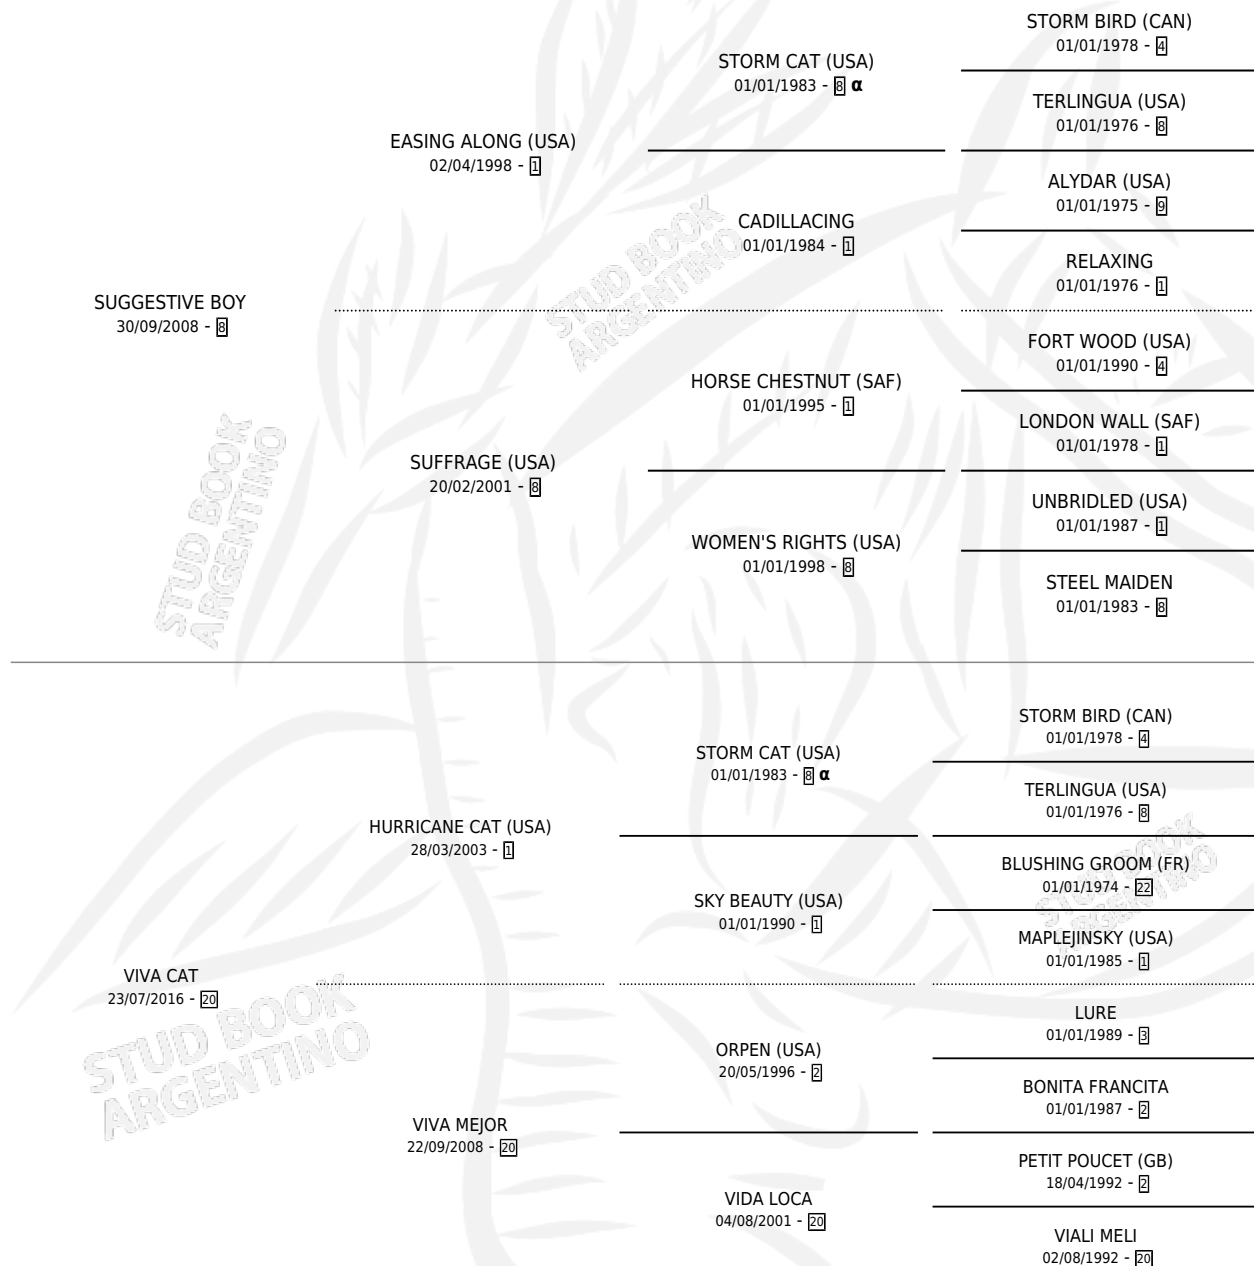 STORM BIRD (CAN)
01/01/1978 - 4
STORM CAT (USA)
01/01/1983 - 8 α
TERLINGUA (USA)
01/01/1976 - 8
EASING ALONG (USA)
02/04/1998 - 1
ALYDAR (USA)
01/01/1975 - 9
CADILLACING
01/01/1984 - 1
RELAXING
01/01/1976 - 1
SUGGESTIVE BOY
30/09/2008 - 8
FORT WOOD (USA)
01/01/1990 - 4
HORSE CHESTNUT (SAF)
01/01/1995 - 1
LONDON WALL (SAF)
01/01/1978 - 1
SUFFRAGE (USA)
20/02/2001 - 8
UNBRIDLED (USA)
01/01/1987 - 1
WOMEN'S RIGHTS (USA)
01/01/1998 - 8
STEEL MAIDEN
01/01/1983 - 8
STUD BOOK
ARGENTINO
STUD BOOK
ARGENTINO
STORM BIRD (CAN)
01/01/1978 - 4
STORM CAT (USA)
01/01/1983 - 8 α
TERLINGUA (USA)
01/01/1976 - 8
HURRICANE CAT (USA)
28/03/2003 - 1
BLUSHING GROOM (FR)
01/01/1974 - 22
SKY BEAUTY (USA)
01/01/1990 - 1
MAPLEJINSKY (USA)
01/01/1985 - 1
VIVA CAT
23/07/2016 - 20
LURE
01/01/1989 - 3
ORPEN (USA)
20/05/1996 - 2
BONITA FRANCITA
01/01/1987 - 2
VIVA MEJOR
22/09/2008 - 20
PETIT POUCET (GB)
18/04/1992 - 2
VIDA LOCA
04/08/2001 - 20
VIALI MELI
02/08/1992 - 20
STUD BOOK
ARGENTINO
STUD BOOK
ARGENTINO